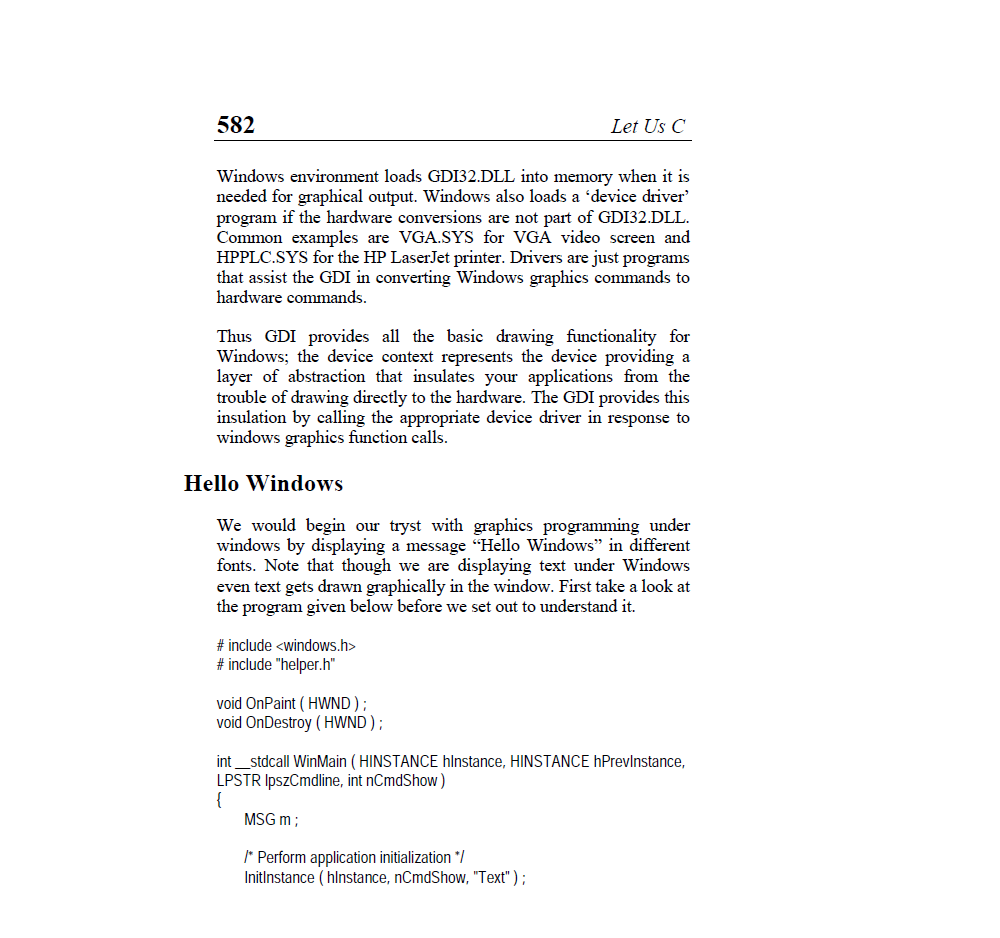 582 Let Us C
Windows environment loads GDI32.DLL into memory when it is
needed for graphical output. Windows also loads a ‘device driver’
program if the hardware conversions are not part of GDI32.DLL.
Common examples are VGA.SYS for VGA video screen and
HPPLC.SYS for the HP LaserJet printer. Drivers are just programs
that assist the GDI in converting Windows graphics commands to
hardware commands.
Thus GDI provides all the basic drawing functionality for
Windows; the device context represents the device providing a
layer of abstraction that insulates your applications from the
trouble of drawing directly to the hardware. The GDI provides this
insulation by calling the appropriate device driver in response to
windows graphics function calls.
Hello Windows
We would begin our tryst with graphics programming under
windows by displaying a message “Hello Windows” in different
fonts. Note that though we are displaying text under Windows
even text gets drawn graphically in the window. First take a look at
the program given below before we set out to understand it.
# include <windows.h>
# include "helper.h"
void OnPaint ( HWND ) ;
void OnDestroy ( HWND ) ;
int __stdcall WinMain ( HINSTANCE hInstance, HINSTANCE hPrevInstance,
LPSTR lpszCmdline, int nCmdShow )
{
MSG m ;
/* Perform application initialization */
InitInstance ( hInstance, nCmdShow, "Text" ) ;